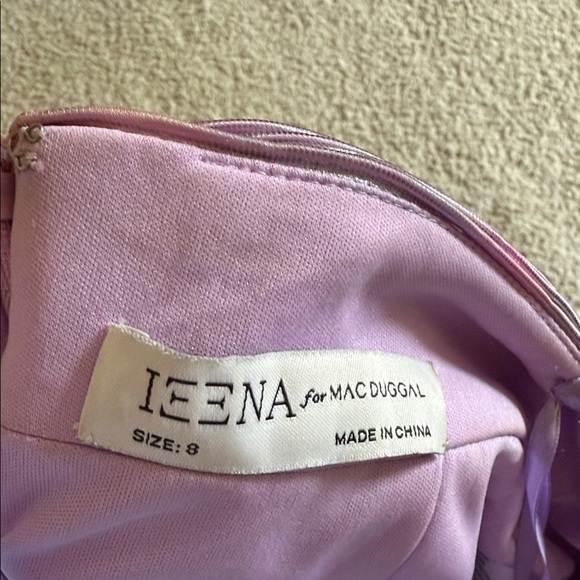 IEENA for MAC DUGGAL
SIZE: 8
MADE IN CHINA